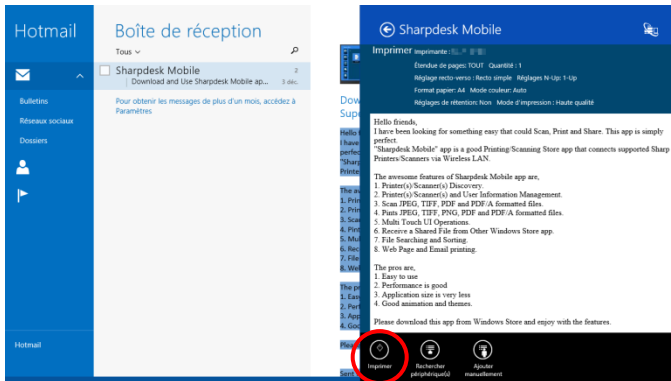 Hotmail
Bulletins
Réseaux sociaux
Dossiers
Hotmail
Boîte de réception
Tous
Sharpdesk Mobile 2
Download and Use Sharpdesk Mobile ap... 3 déc.
Pour obtenir les messages de plus d'un mois, accédez à
Paramètres
Sharpdesk Mobile
Imprimer Imprimante :
Étendue de pages: TOUT Quantité : 1
Réglage recto-verso : Recto simple Réglages N-Up: 1-Up
Format papier: A4 Mode couleur: Auto
Réglages de rétention: Non Mode d'impression : Haute qualité
Hello friends,
I have been looking for something easy that could Scan, Print and Share. This app is simply
perfect.
"Sharpdesk Mobile" app is a good Printing/Scanning Store app that connects supported Sharp
Printers/Scanners via Wireless LAN.
The awesome features of Sharpdesk Mobile app are,
1. Printer(s)/Scanner(s) Discovery.
2. Printer(s)/Scanner(s) and User Information Management.
3. Scan JPEG, TIFF, PDF and PDF/A formatted files.
4. Pints JPEG, TIFF, PNG, PDF and PDF/A formatted files.
5. Multi Touch UI Operations.
6. Receive a Shared File from Other Windows Store app.
7. File Searching and Sorting.
8. Web Page and Email printing.
The pros are,
1. Easy to use
2. Performance is good
3. Application size is very less
4. Good animation and themes.
Please download this app from Windows Store and enjoy with the features.
Imprimer
Rechercher
périphérique(s)
Ajouter
manuellement